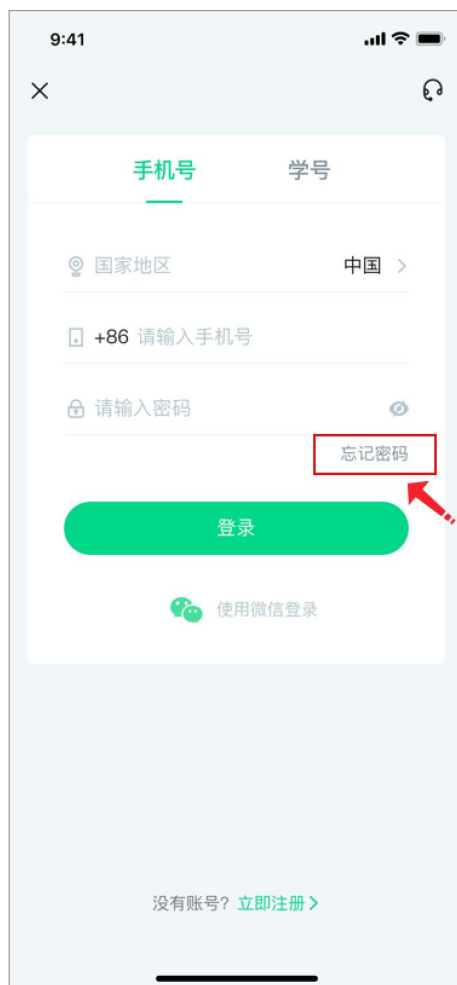 9:41
手机号 学号
国家地区 中国
+86 请输入手机号
请输入密码
忘记密码
登录
使用微信登录
没有账号? 立即注册